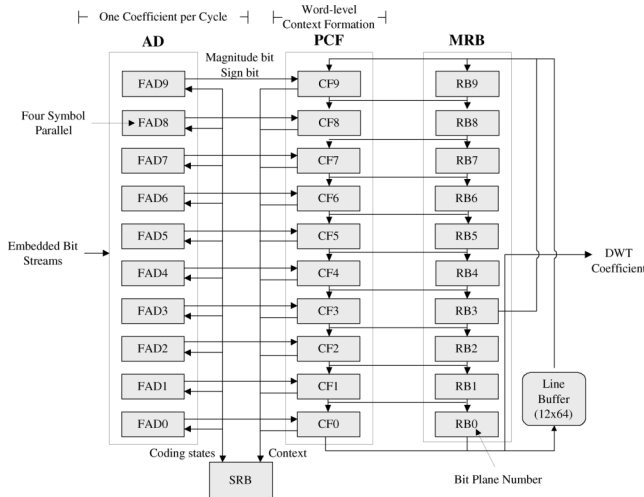 One Coefficient per Cycle
Word-level
Context Formation
AD
PCF
MRB
Magnitude bit
Sign bit
FAD9
CF9
RB9
Four Symbol
Parallel
FAD8
CF8
RB8
FAD7
CF7
RB7
FAD6
CF6
RB6
Embedded Bit
Streams
FAD5
CF5
RB5
DWT
Coefficient
FAD4
CF4
RB4
FAD3
CF3
RB3
FAD2
CF2
RB2
FAD1
CF1
RB1
Line
Buffer
(12x64)
FAD0
CF0
RB0
Coding states
Context
SRB
Bit Plane Number